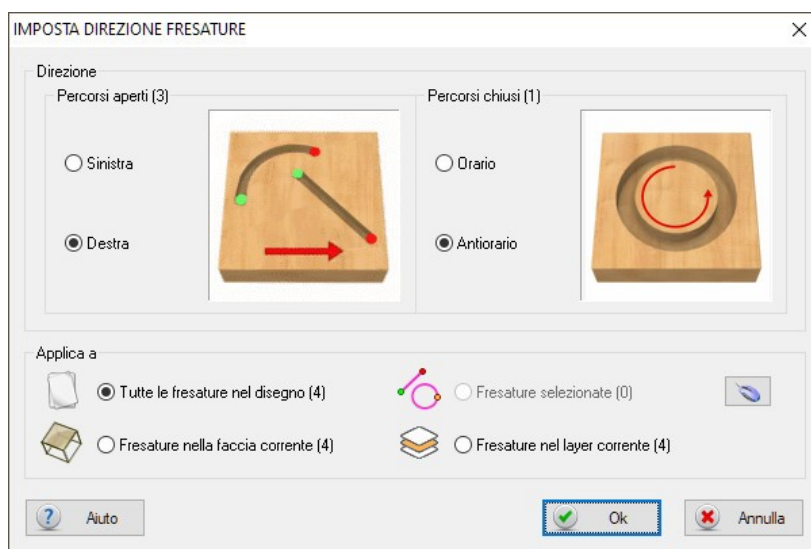 IMPOSTA DIREZIONE FRESATURE
Direzione
Percorsi aperti (3)
Sinistra
Destra
Percorsi chiusi (1)
Orario
Antiorario
Applica a
Tutte le fresature nel disegno (4)
Fresature selezionate (0)
Fresature nella faccia corrente (4)
Fresature nel layer corrente (4)
? Aiuto
Ok
Annulla